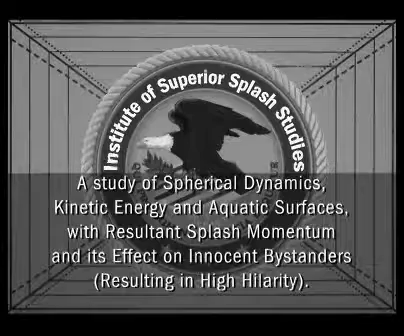 Institute of Superior Splash Studies
A study of Spherical Dynamics,
Kinetic Energy and Aquatic Surfaces,
with Resultant Splash Momentum
and its Effect on Innocent Bystanders
(Resulting in High Hilarity).